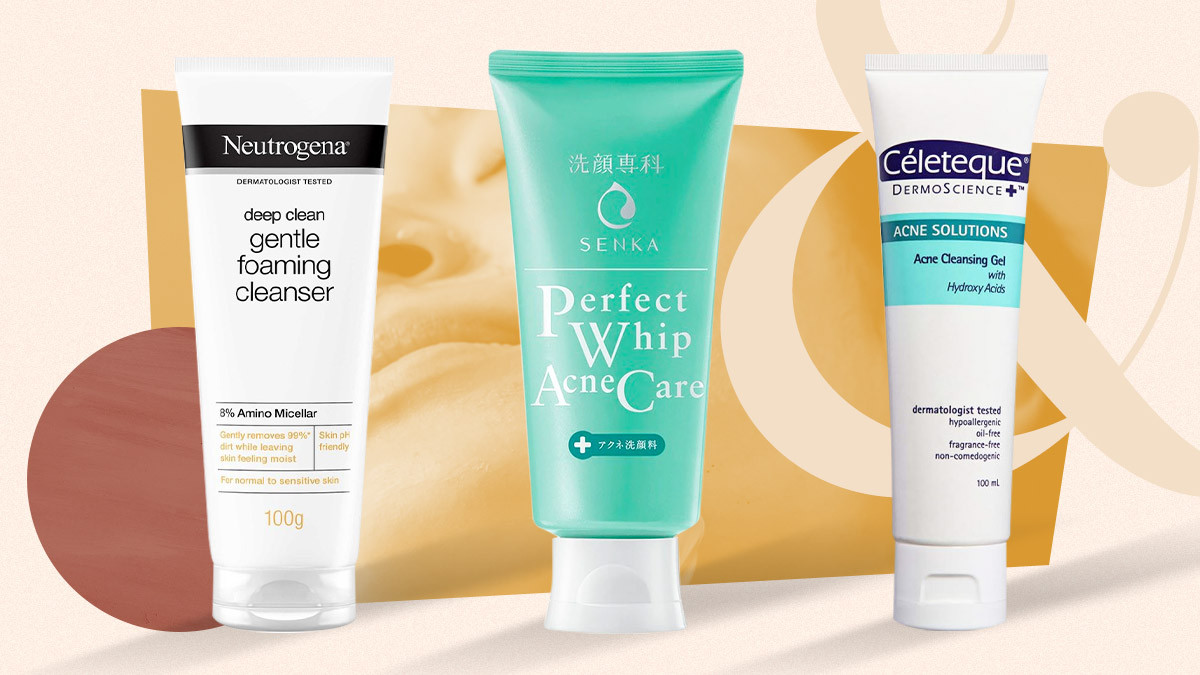 Neutrogena®
DERMATOLOGIST TESTED
deep clean
gentle
foaming
cleanser
8% Amino Micellar
Gently removes 99%*
dirt while leaving
skin feeling moist
Skin pH
friendly
For normal to sensitive skin
100g
洗顔専科
SENKA
Perfect
Whip
Acne Care
アクネ洗顔料
Céleteque®
DERMOSCIENCE+™
ACNE SOLUTIONS
Acne Cleansing Gel
with
Hydroxy Acids
dermatologist tested
hypoallergenic
oil-free
fragrance-free
non-comedogenic
100 mL
&